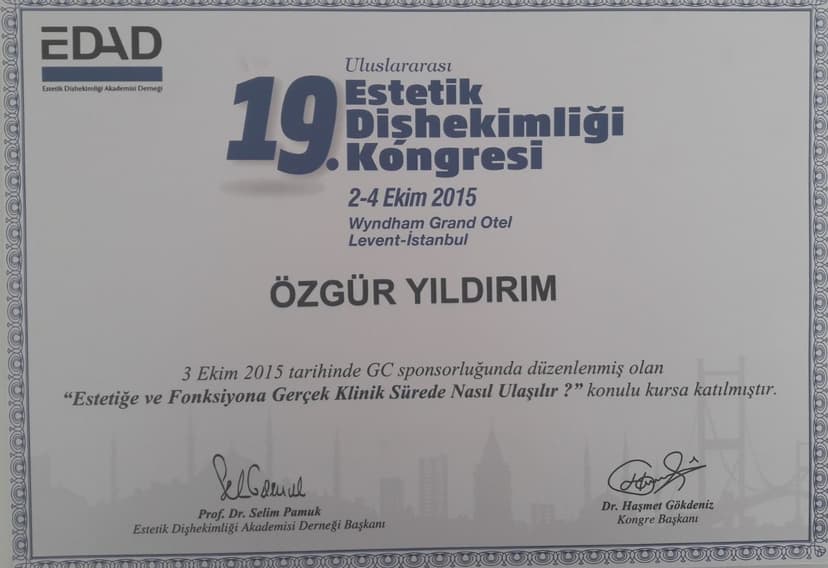 EDAD
Estetik Dişhekimliği Akademisi Derneği
Uluslararası
19. Estetik
Dişhekimliği
Kongresi
2-4 Ekim 2015
Wyndham Grand Otel
Levent-İstanbul
ÖZGÜR YILDIRIM
3 Ekim 2015 tarihinde GC sponsorluğunda düzenlenmiş olan
“Estetiğe ve Fonksiyona Gerçek Klinik Sürede Nasıl Ulaşılır ?” konulu kursa katılmıştır.
Prof. Dr. Selim Pamuk
Estetik Dişhekimliği Akademisi Derneği Başkanı
Dr. Haşmet Gökdeniz
Kongre Başkanı